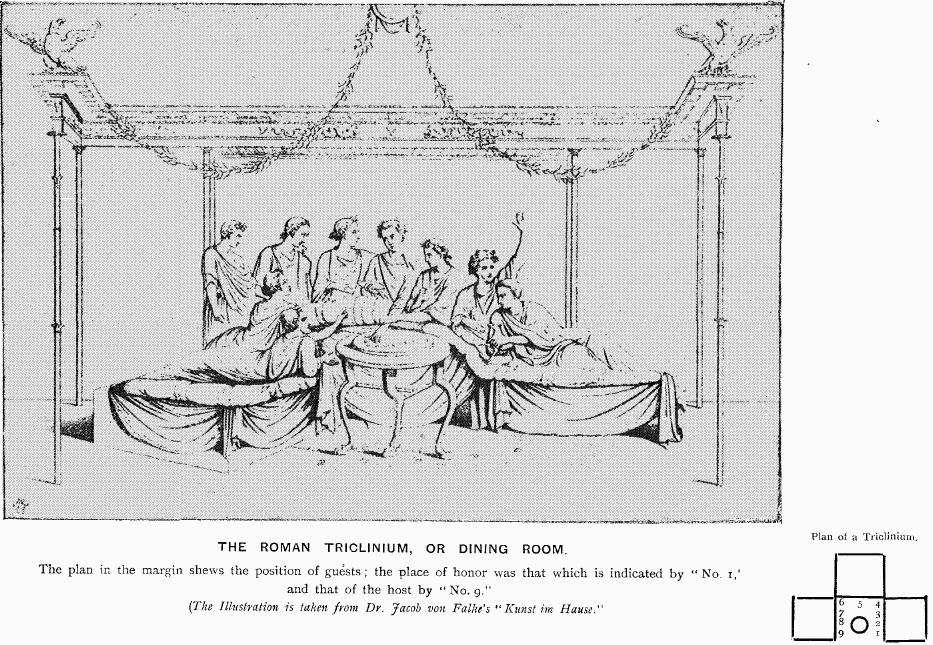 THE ROMAN TRICLINIUM, OR DINING ROOM.
The plan in the margin shews the position of guests; the place of honor was that which is indicated by "No. 1,'
and that of the host by "No. 9."
(The Illustration is taken from Dr. Jacob von Falke's "Kunst im Hause."
Plan of a Triclinium.
6 5 4
7 3
8 2
9 1